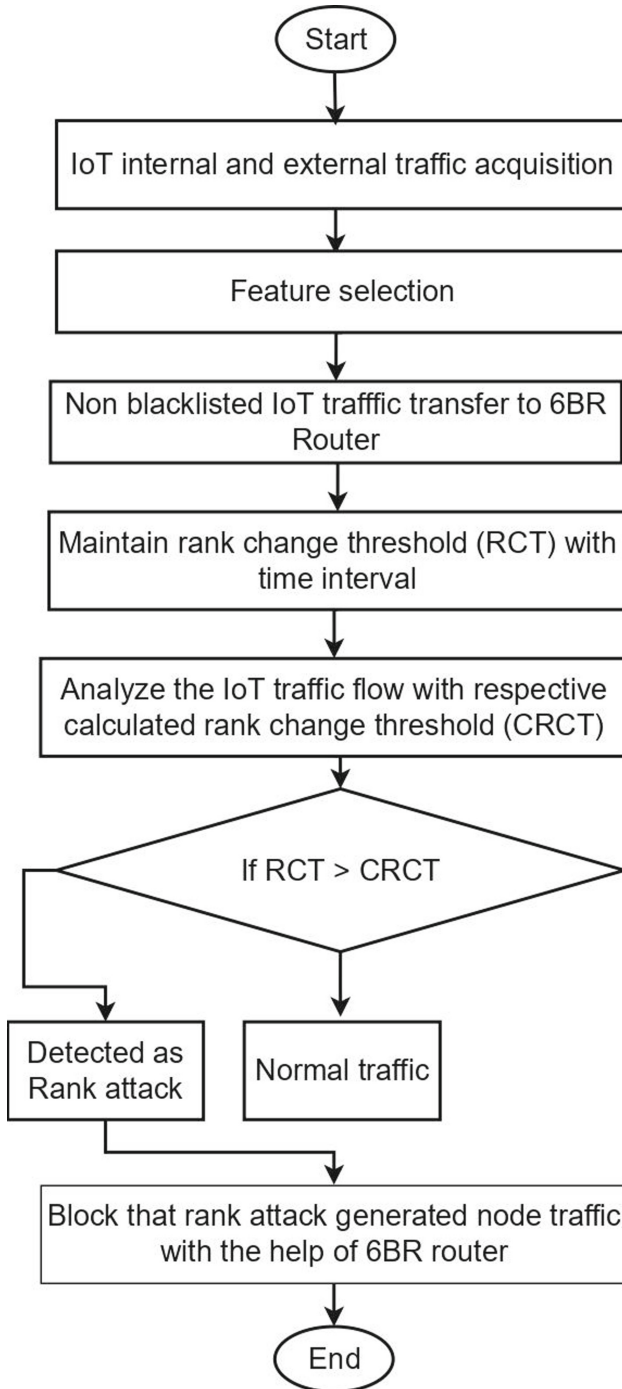 Start
IoT internal and external traffic acquisition
Feature selection
Non blacklisted IoT trafffic transfer to 6BR
Router
Maintain rank change threshold (RCT) with
time interval
Analyze the IoT traffic flow with respective
calculated rank change threshold (CRCT)
If RCT > CRCT
Detected as
Rank attack
Normal traffic
Block that rank attack generated node traffic
with the help of 6BR router
End